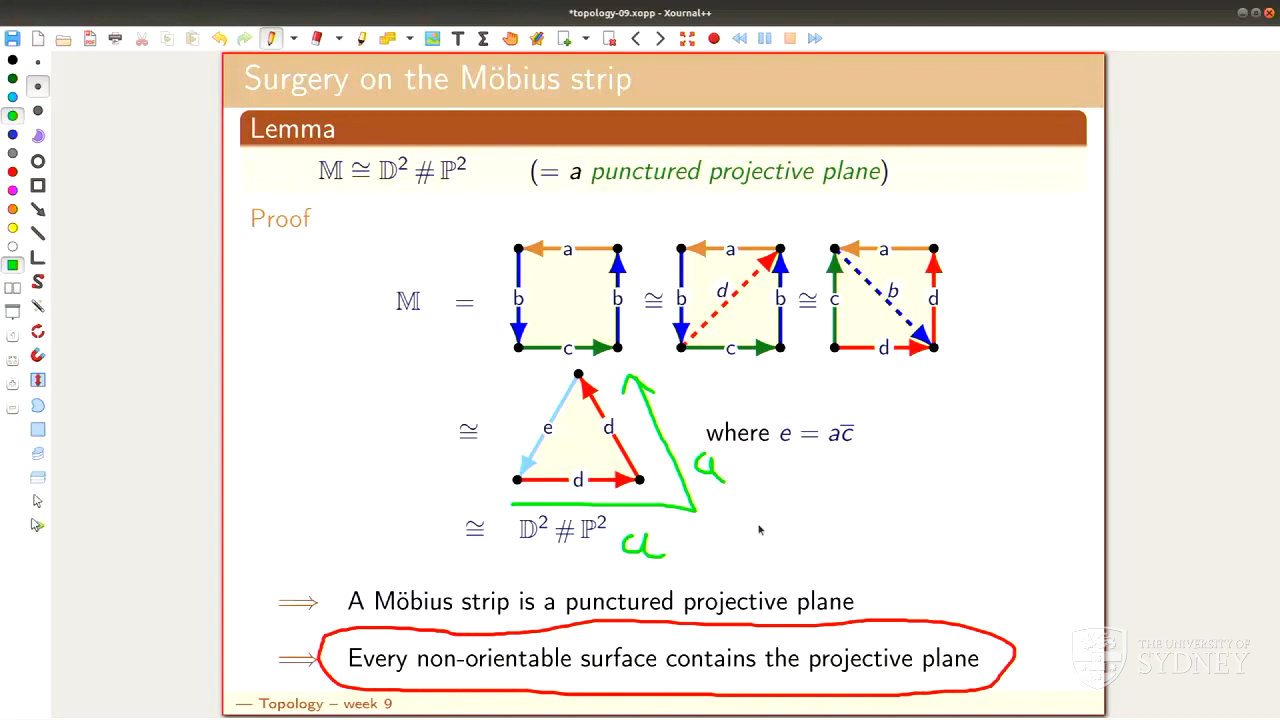 *topology-09.xopp - Xournal++
Surgery on the Möbius strip
Lemma
𝕄 ≅ 𝔻² # ℙ² (= a punctured projective plane)
Proof
a a a
𝕄 = b b ≅ b d b ≅ c b d
c c d
≅ e d where e = ac̅ a
d
≅ 𝔻² # ℙ² a
⟹ A Möbius strip is a punctured projective plane
⟹ Every non-orientable surface contains the projective plane
THE UNIVERSITY OF
SYDNEY
— Topology – week 9